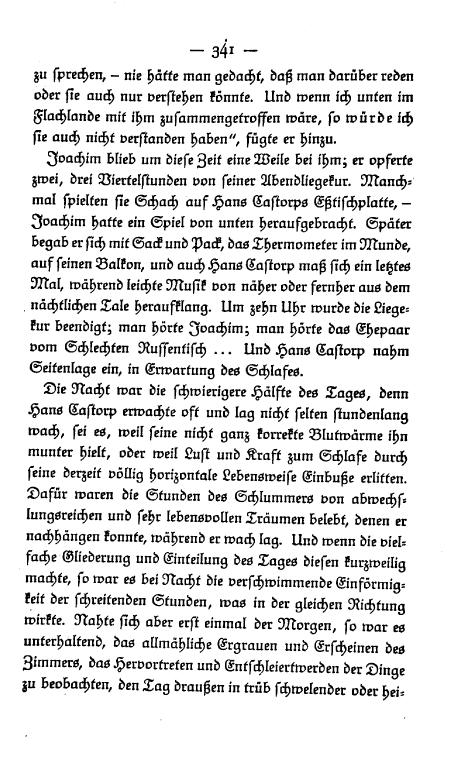 — 341 —
zu sprechen, – nie hätte man gedacht, daß man darüber reden
oder sie auch nur verstehen könnte. Und wenn ich unten im
Flachlande mit ihm zusammengetroffen wäre, so würde ich
sie auch nicht verstanden haben“, fügte er hinzu.
Joachim blieb um diese Zeit eine Weile bei ihm; er opferte
zwei, drei Viertelstunden von seiner Abendliegekur. Manch-
mal spielten sie Schach auf Hans Castorps Eßtischplatte, –
Joachim hatte ein Spiel von unten heraufgebracht. Später
begab er sich mit Sack und Pack, das Thermometer im Munde,
auf seinen Balkon, und auch Hans Castorp maß sich ein letztes
Mal, während leichte Musik von näher oder fernher aus dem
nächtlichen Tale heraufklang. Um zehn Uhr wurde die Liege-
kur beendigt; man hörte Joachim; man hörte das Ehepaar
vom Schlechten Russentisch ... Und Hans Castorp nahm
Seitenlage ein, in Erwartung des Schlafes.
Die Nacht war die schwierigere Hälfte des Tages, denn
Hans Castorp erwachte oft und lag nicht selten stundenlang
wach, sei es, weil seine nicht ganz korrekte Blutwärme ihn
munter hielt, oder weil Lust und Kraft zum Schlafe durch
seine derzeit völlig horizontale Lebensweise Einbuße erlitten.
Dafür waren die Stunden des Schlummers von abwechs-
lungsreichen und sehr lebensvollen Träumen belebt, denen er
nachhängen konnte, während er wach lag. Und wenn die viel-
fache Gliederung und Einteilung des Tages diesen kurzweilig
machte, so war es bei Nacht die verschwimmende Einförmig-
keit der schreitenden Stunden, was in der gleichen Richtung
wirkte. Nahte sich aber erst einmal der Morgen, so war es
unterhaltend, das allmähliche Ergrauen und Erscheinen des
Zimmers, das Hervortreten und Entschleiertwerden der Dinge
zu beobachten, den Tag draußen in trüb schwelender oder hei-